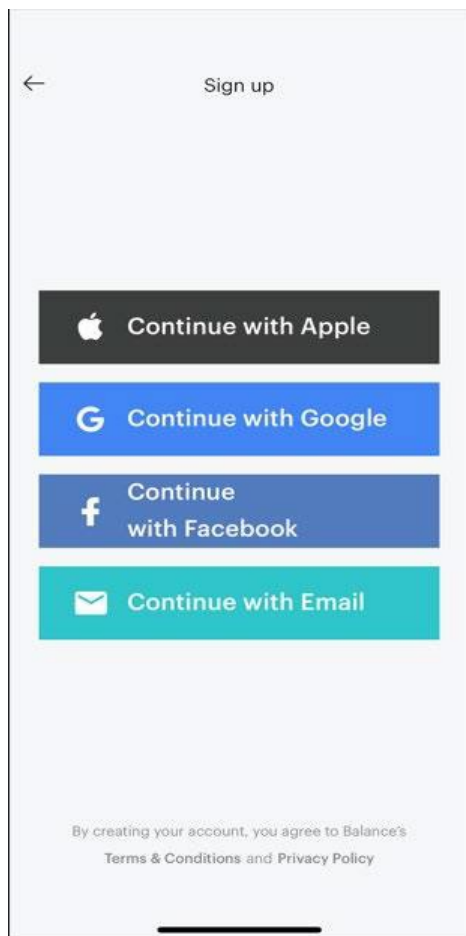 Sign up
Continue with Apple
Continue with Google
Continue
with Facebook
Continue with Email
By creating your account, you agree to Balance's
Terms & Conditions and Privacy Policy